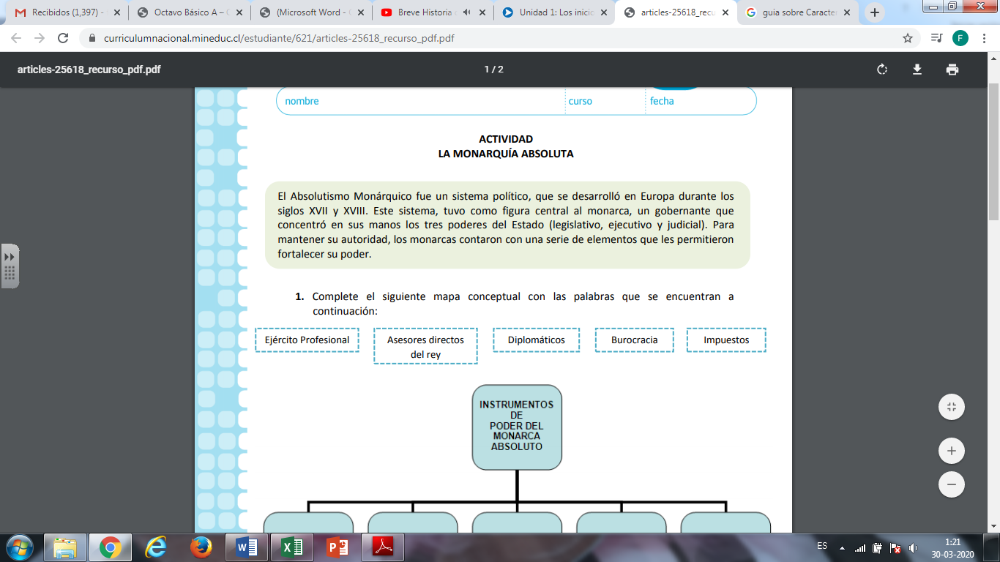 Recibidos (1,397) -
Octavo Básico A –
(Microsoft Word -
Breve Historia
Unidad 1: Los inicio
articles-25618_recu
guia sobre Caracte
curriculumnacional.mineduc.cl/estudiante/621/articles-25618_recurso_pdf.pdf
F
articles-25618_recurso_pdf.pdf
1 / 2
nombre
curso
fecha
ACTIVIDAD
LA MONARQUÍA ABSOLUTA
El Absolutismo Monárquico fue un sistema político, que se desarrolló en Europa durante los
siglos XVII y XVIII. Este sistema, tuvo como figura central al monarca, un gobernante que
concentró en sus manos los tres poderes del Estado (legislativo, ejecutivo y judicial). Para
mantener su autoridad, los monarcas contaron con una serie de elementos que les permitieron
fortalecer su poder.
1. Complete el siguiente mapa conceptual con las palabras que se encuentran a
continuación:
Ejército Profesional
Asesores directos
del rey
Diplomáticos
Burocracia
Impuestos
INSTRUMENTOS
DE
PODER DEL
MONARCA
ABSOLUTO
ES
1:21
30-03-2020